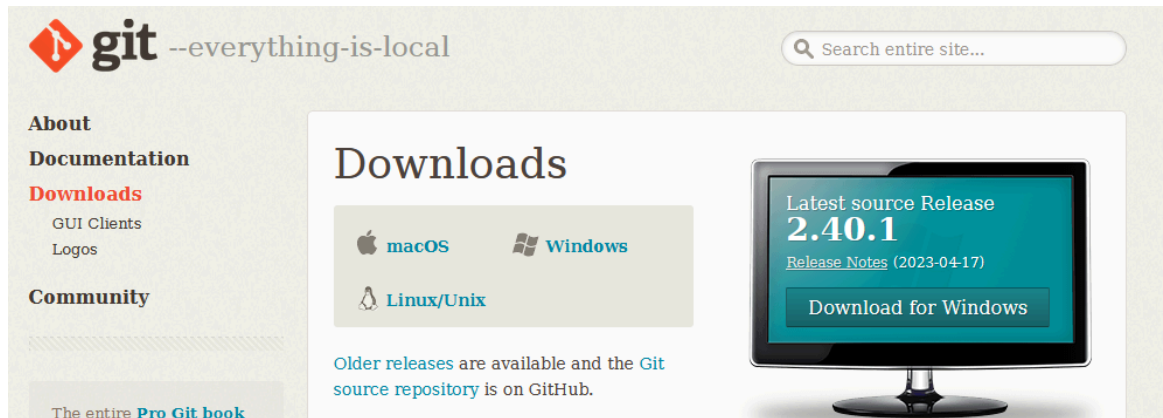 git --everything-is-local
Search entire site...
About
Documentation
Downloads
GUI Clients
Logos
Community
The entire Pro Git book
Downloads
macOS
Windows
Linux/Unix
Older releases are available and the Git
source repository is on GitHub.
Latest source Release
2.40.1
Release Notes (2023-04-17)
Download for Windows